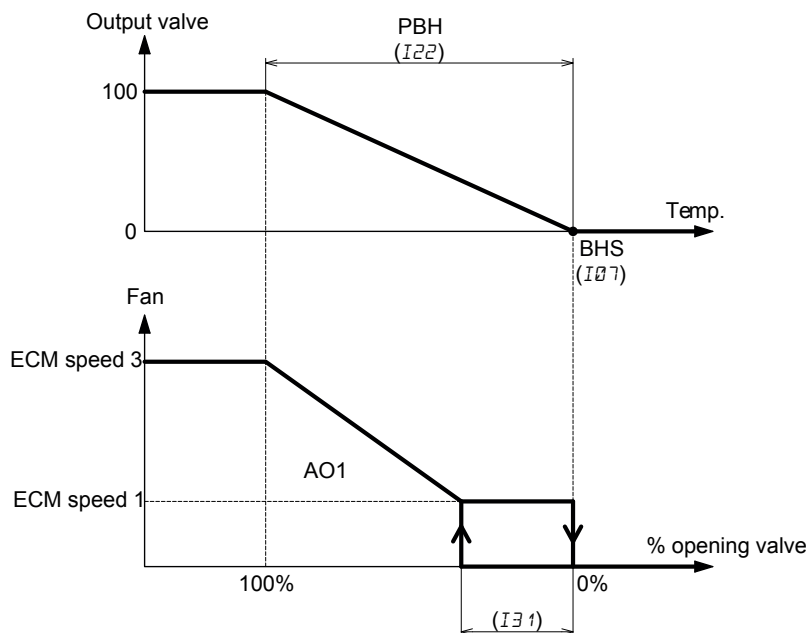 Output valve
PBH
(I22)
100
0
Temp.
BHS
(I07)
Fan
ECM speed 3
AO1
ECM speed 1
% opening valve
100%
0%
(I31)